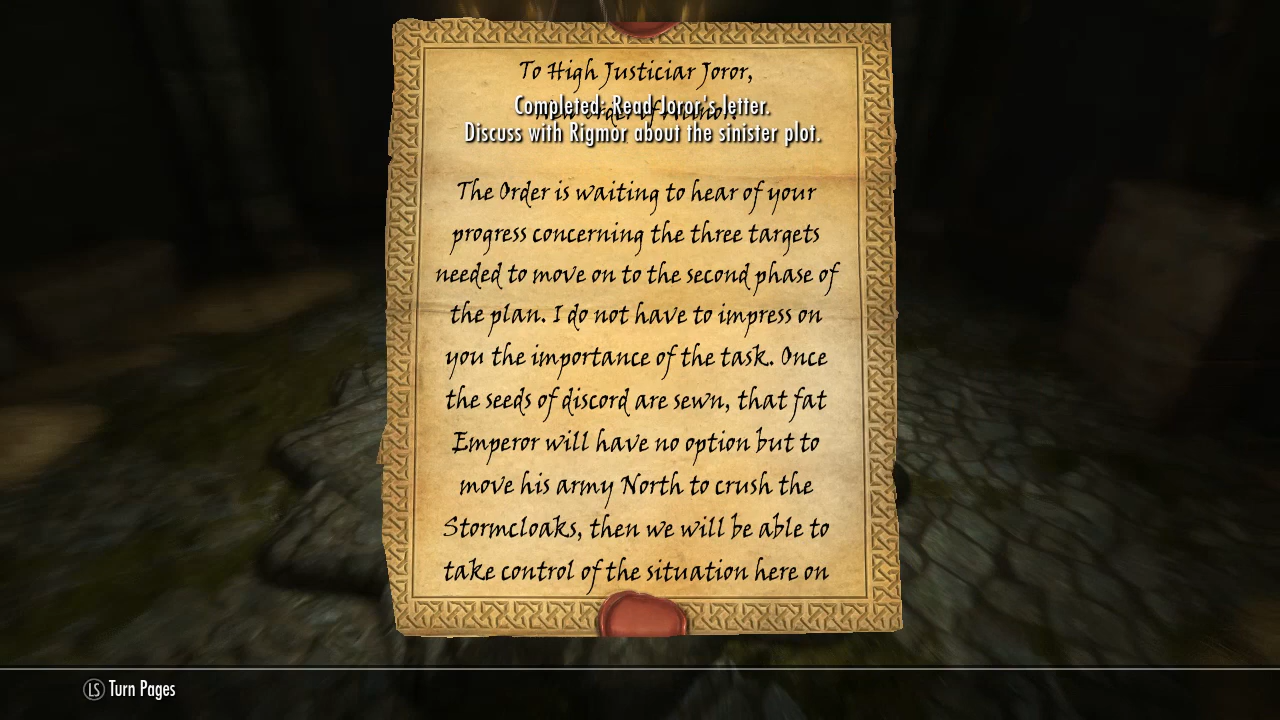 To High Justiciar Joror,
Completed: Read Joror's letter.
Discuss with Rigmor about the sinister plot.
The Order is waiting to hear of your
progress concerning the three targets
needed to move on to the second phase of
the plan. I do not have to impress on
you the importance of the task. Once
the seeds of discord are sewn, that fat
Emperor will have no option but to
move his army North to crush the
Stormcloaks, then we will be able to
take control of the situation here on
LS Turn Pages